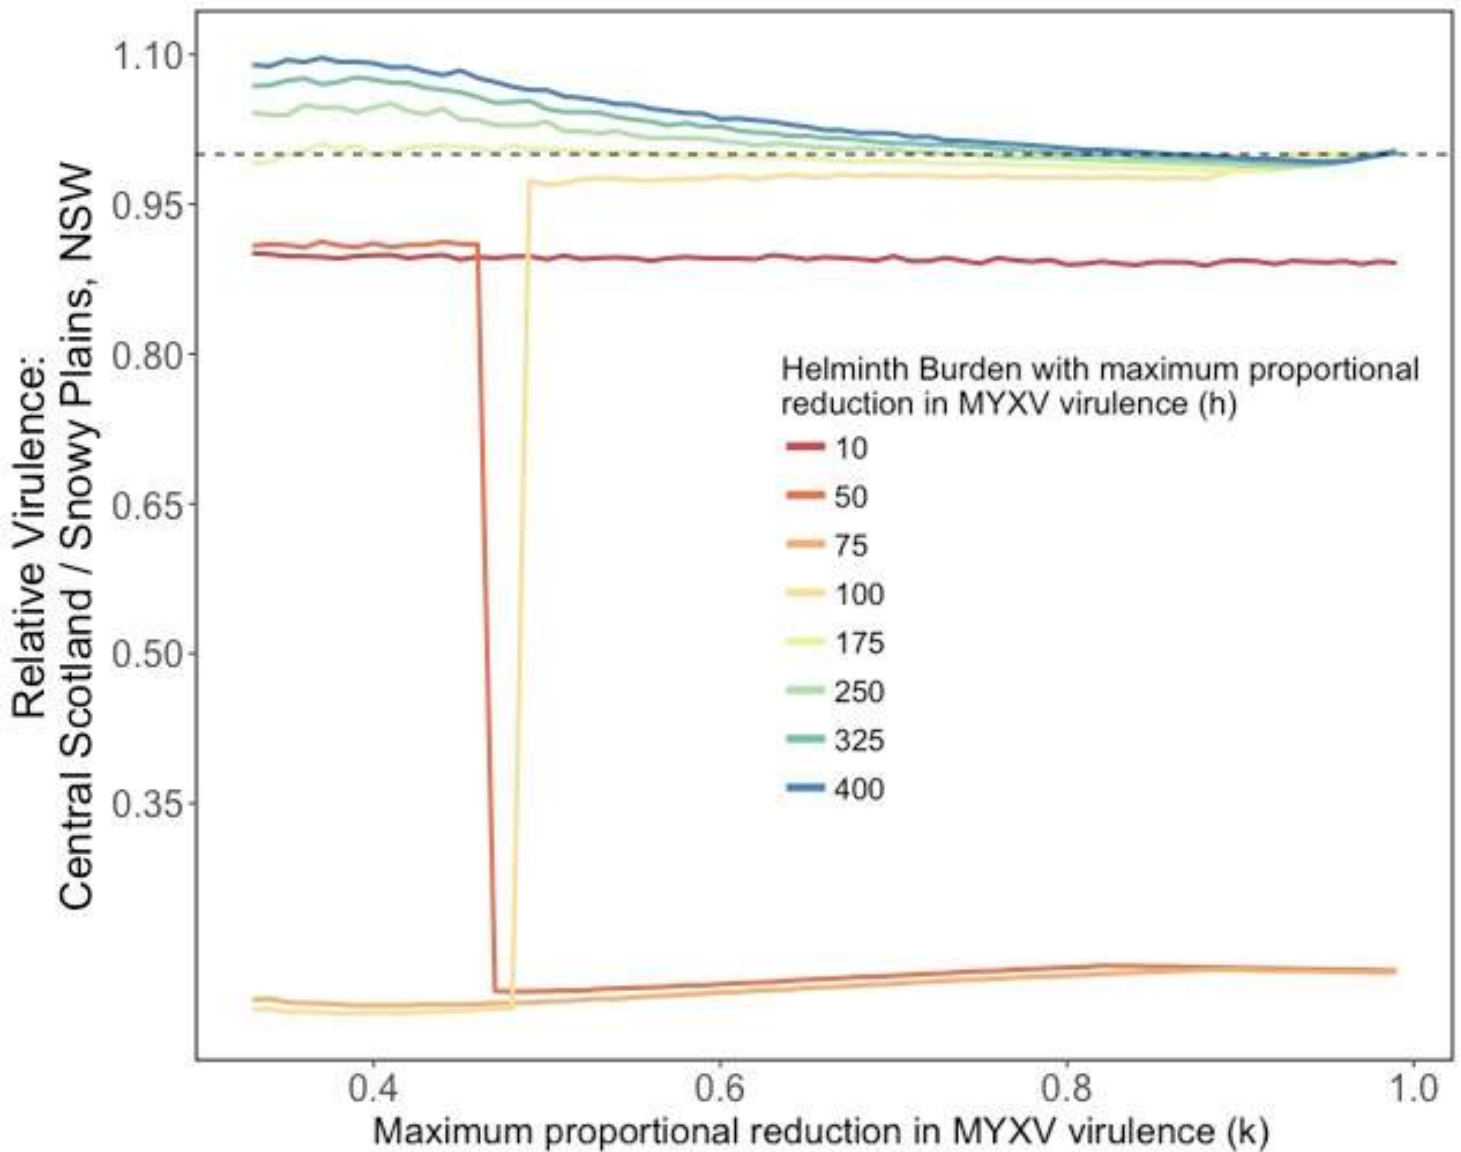 Relative Virulence:
Central Scotland / Snowy Plains, NSW
1.10
0.95
0.80
0.65
0.50
0.35
Helminth Burden with maximum proportional
reduction in MYXV virulence (h)
10
50
75
100
175
250
325
400
0.4 0.6 0.8 1.0
Maximum proportional reduction in MYXV virulence (k)